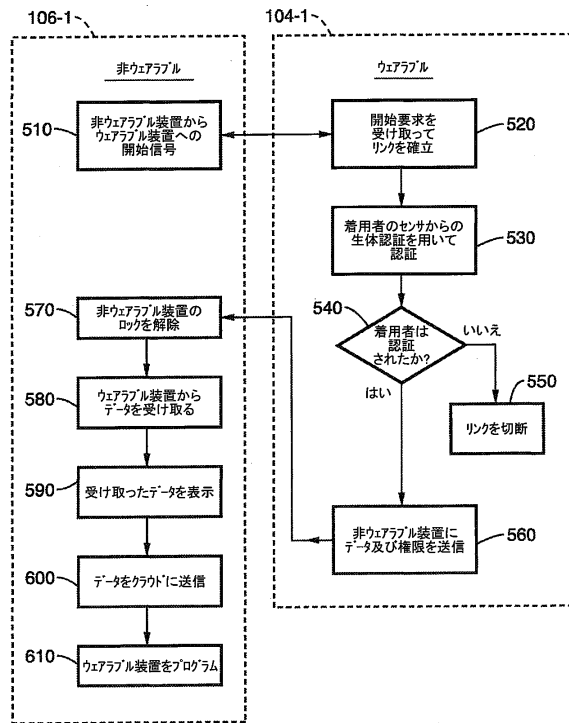 106-1
104-1
非ウェアラブル
ウェアラブル
510
非ウェアラブル装置から
ウェアラブル装置への
開始信号
開始要求を
受け取って
リンクを確立
520
着用者のセンサからの
生体認証を用いて
認証
530
540
着用者は
認証
されたか?
いいえ
はい
550
リンクを切断
570
非ウェアラブル装置の
ロックを解除
580
ウェアラブル装置から
データを受け取る
590
受け取ったデータを表示
非ウェアラブル装置に
データ及び権限を送信
560
600
データをクラウドに送信
610
ウェアラブル装置をプログラム